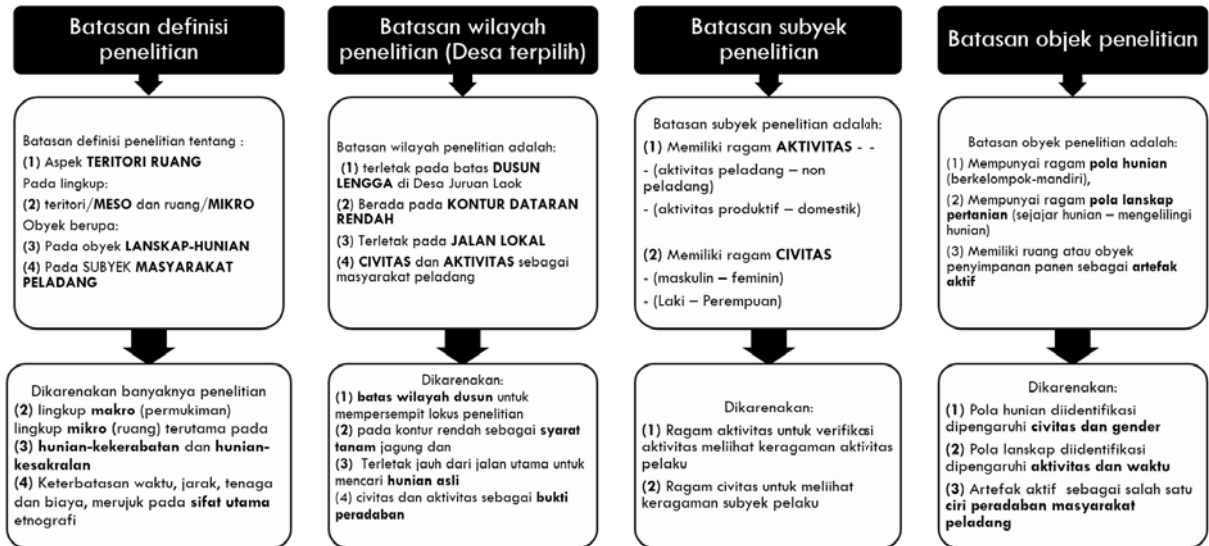 Batasan definisi
penelitian
Batasan definisi penelitian tentang :
(1) Aspek TERITORI RUANG
Pada lingkup:
(2) teritori/MESO dan ruang/MIKRO
Obyek berupa:
(3) Pada obyek LANSKAP-HUNIAN
(4) Pada SUBYEK MASYARAKAT
PELADANG
Dikarenakan banyaknya penelitian
(2) lingkup makro (permukiman)
lingkup mikro (ruang) terutama pada
(3) hunian-kekerabatan dan hunian-
kesakralan
(4) Keterbatasan waktu, jarak, tenaga
dan biaya, merujuk pada sifat utama
etnografi
Batasan wilayah
penelitian (Desa terpilih)
Batasan wilayah penelitian adalah:
(1) terletak pada batas DUSUN
LENGGA di Desa Juruan Laok
(2) Berada pada KONTUR DATARAN
RENDAH
(3) Terletak pada JALAN LOKAL
(4) CIVITAS dan AKTIVITAS sebagai
masyarakat peladang
Dikarenakan:
(1) batas wilayah dusun untuk
mempersempit lokus penelitian
(2) pada kontur rendah sebagai syarat
tanam jagung dan
(3) Terletak jauh dari jalan utama untuk
mencari hunian asli
(4) civitas dan aktivitas sebagai bukti
peradaban
Batasan subyek
penelitian
Batasan subyek penelitian adalah:
(1) Memiliki ragam AKTIVITAS - -
- (aktivitas peladang – non
peladang)
- (aktivitas produktif – domestik)
(2) Memiliki ragam CIVITAS
- (maskulin – feminin)
- (Laki – Perempuan)
Dikarenakan:
(1) Ragam aktivitas untuk verifikasi
aktivitas meliihat keragaman aktivitas
pelaku
(2) Ragam civitas untuk meliihat
keragaman subyek pelaku
Batasan objek penelitian
Batasan obyek penelitian adalah:
(1) Mempunyai ragam pola hunian
(berkelompok-mandiri),
(2) Mempunyai ragam pola lanskap
pertanian (sejajar hunian – mengelilingi
hunian)
(3) Memiliki ruang atau obyek
penyimpanan panen sebagai artefak
aktif
Dikarenakan:
(1) Pola hunian diidentifikasi
dipengaruhi civitas dan gender
(2) Pola lanskap diidentifikasi
dipengaruhi aktivitas dan waktu
(3) Artefak aktif sebagai salah satu
ciri peradaban masyarakat
peladang